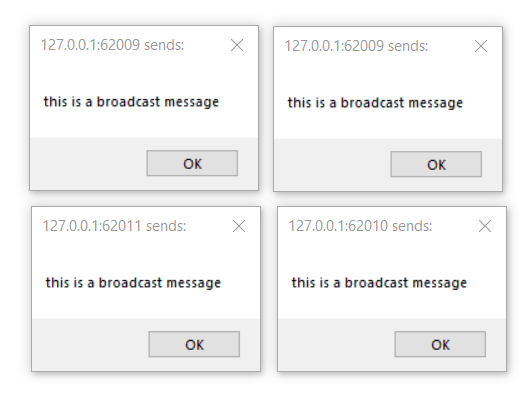 127.0.0.1:62009 sends:
this is a broadcast message
OK
127.0.0.1:62009 sends:
this is a broadcast message
OK
127.0.0.1:62011 sends:
this is a broadcast message
OK
127.0.0.1:62010 sends:
this is a broadcast message
OK